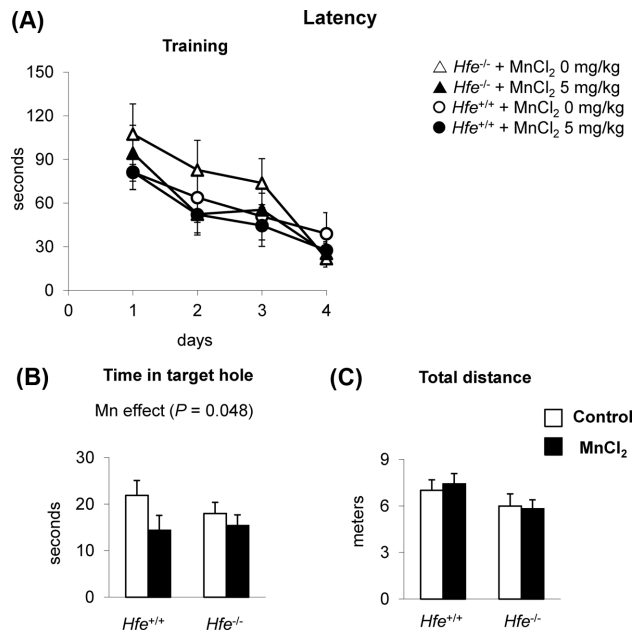 (A)
Latency
Training
Hfe-/- + MnCl2 0 mg/kg
Hfe-/- + MnCl2 5 mg/kg
Hfe+/+ + MnCl2 0 mg/kg
Hfe+/+ + MnCl2 5 mg/kg
150
120
90
60
30
0
seconds
0 1 2 3 4
days
(B)
Time in target hole
Mn effect (P = 0.048)
30
20
10
0
seconds
Hfe+/+ Hfe-/-
(C)
Total distance
Control
MnCl2
9
6
3
0
meters
Hfe+/+ Hfe-/-